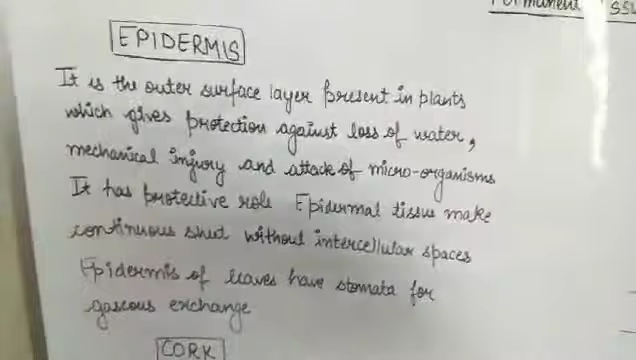 Permanent
EPIDERMIS
It is the outer surface layer present in plants
which gives protection against loss of water,
mechanical injury and attack of micro-organisms
It has protective role Epidermal tissue make
continuous without intercellular spaces
Epidermis of leaves have stomata for
gaseous exchange
CORK